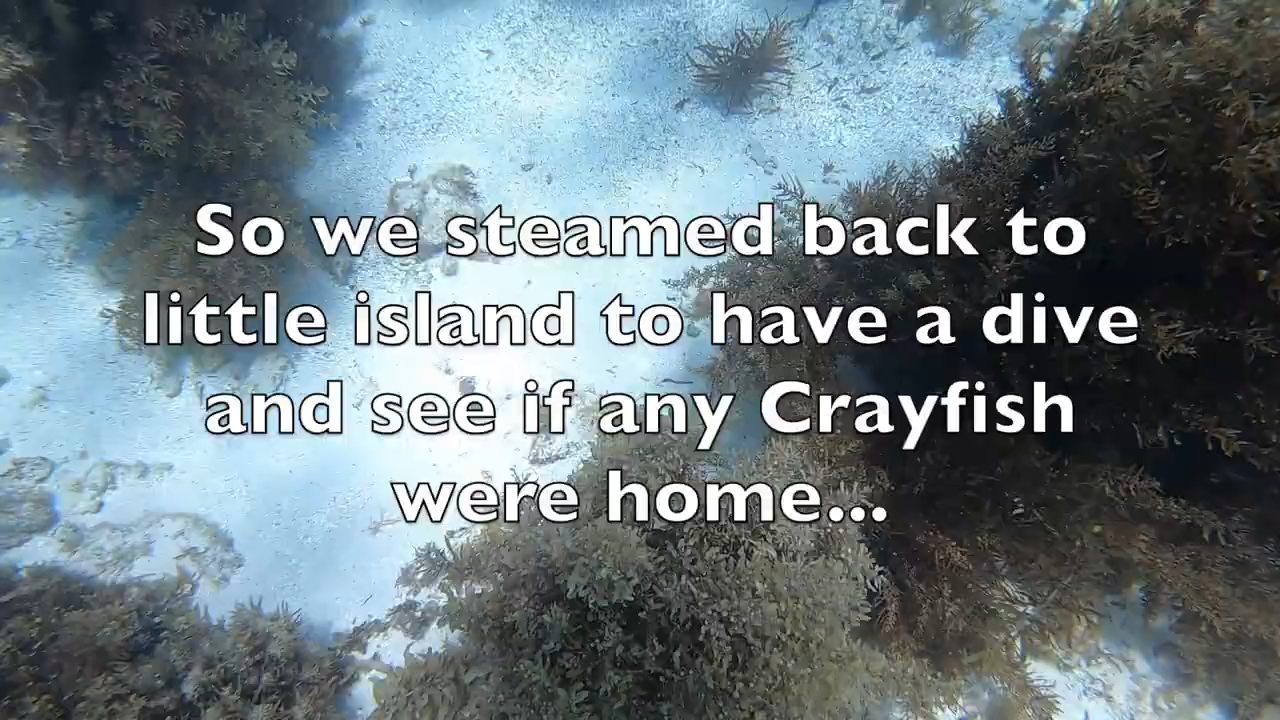 So we steamed back to
little island to have a dive
and see if any Crayfish
were home...